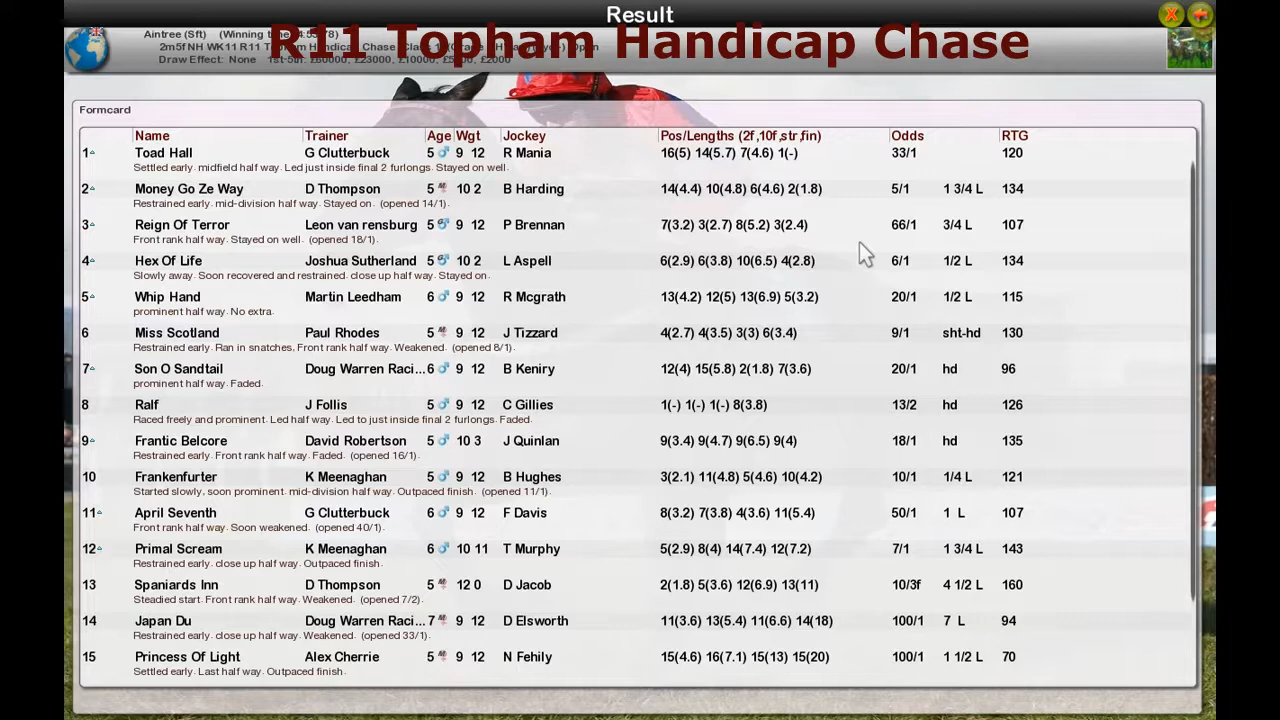 Result
R11 Topham Handicap Chase
Aintree (Sft) (Winning time
2m5f NH WK11 R11 Topham Handicap Chase
Draw Effect: None 1st-5th: £60000, £23000, £10000, £2000
Formcard
Name Trainer Age Wgt Jockey Pos/Lengths (2f,10f,str,fin) Odds RTG
1 Toad Hall G Clutterbuck 5 9 12 R Mania 16(5) 14(5.7) 7(4.6) 1(-) 33/1 120
Settled early. midfield half way. Led just inside final 2 furlongs. Stayed on well.
2 Money Go Ze Way D Thompson 5 10 2 B Harding 14(4.4) 10(4.8) 6(4.6) 2(1.8) 5/1 1 3/4 L 134
Restrained early. mid-division half way. Stayed on. (opened 14/1).
3 Reign Of Terror Leon van rensburg 5 9 12 P Brennan 7(3.2) 3(2.7) 8(5.2) 3(2.4) 66/1 3/4 L 107
Front rank half way. Stayed on well. (opened 18/1).
4 Hex Of Life Joshua Sutherland 5 10 2 L Aspell 6(2.9) 6(3.8) 10(6.5) 4(2.8) 6/1 1/2 L 134
Slowly away. Soon recovered and restrained. close up half way. Stayed on.
5 Whip Hand Martin Leedham 6 9 12 R Mcgrath 13(4.2) 12(5) 13(6.9) 5(3.2) 20/1 1/2 L 115
prominent half way. No extra.
6 Miss Scotland Paul Rhodes 5 9 12 J Tizzard 4(2.7) 4(3.5) 3(3) 6(3.4) 9/1 sht-hd 130
Restrained early. Ran in snatches, Front rank half way. Weakened. (opened 8/1).
7 Son O Sandtail Doug Warren Raci... 6 9 12 B Keniry 12(4) 15(5.8) 2(1.8) 7(3.6) 20/1 hd 96
prominent half way. Faded.
8 Ralf J Follis 5 9 12 C Gillies 1(-) 1(-) 1(-) 8(3.8) 13/2 hd 126
Raced freely and prominent. Led half way. Led to just inside final 2 furlongs. Faded.
9 Frantic Belcore David Robertson 5 10 3 J Quinlan 9(3.4) 9(4.7) 9(6.5) 9(4) 18/1 hd 135
Restrained early. Front rank half way. Faded. (opened 16/1).
10 Frankenfurter K Meenaghan 5 9 12 B Hughes 3(2.1) 11(4.8) 5(4.6) 10(4.2) 10/1 1/4 L 121
Started slowly, soon prominent. mid-division half way. Outpaced finish. (opened 11/1).
11 April Seventh G Clutterbuck 6 9 12 F Davis 8(3.2) 7(3.8) 4(3.6) 11(5.4) 50/1 1 L 107
Front rank half way. Soon weakened. (opened 40/1).
12 Primal Scream K Meenaghan 6 10 11 T Murphy 5(2.9) 8(4) 14(7.4) 12(7.2) 7/1 1 3/4 L 143
Restrained early. close up half way. Outpaced finish.
13 Spaniards Inn D Thompson 5 12 0 D Jacob 2(1.8) 5(3.6) 12(6.9) 13(11) 10/3f 4 1/2 L 160
Steadied start. Front rank half way. Weakened. (opened 7/2).
14 Japan Du Doug Warren Raci... 7 9 12 D Elsworth 11(3.6) 13(5.4) 11(6.6) 14(18) 100/1 7 L 94
Restrained early. close up half way. Weakened. (opened 33/1).
15 Princess Of Light Alex Cherrie 5 9 12 N Fehily 15(4.6) 16(7.1) 15(13) 15(20) 100/1 1 1/2 L 70
Settled early. Last half way. Outpaced finish.